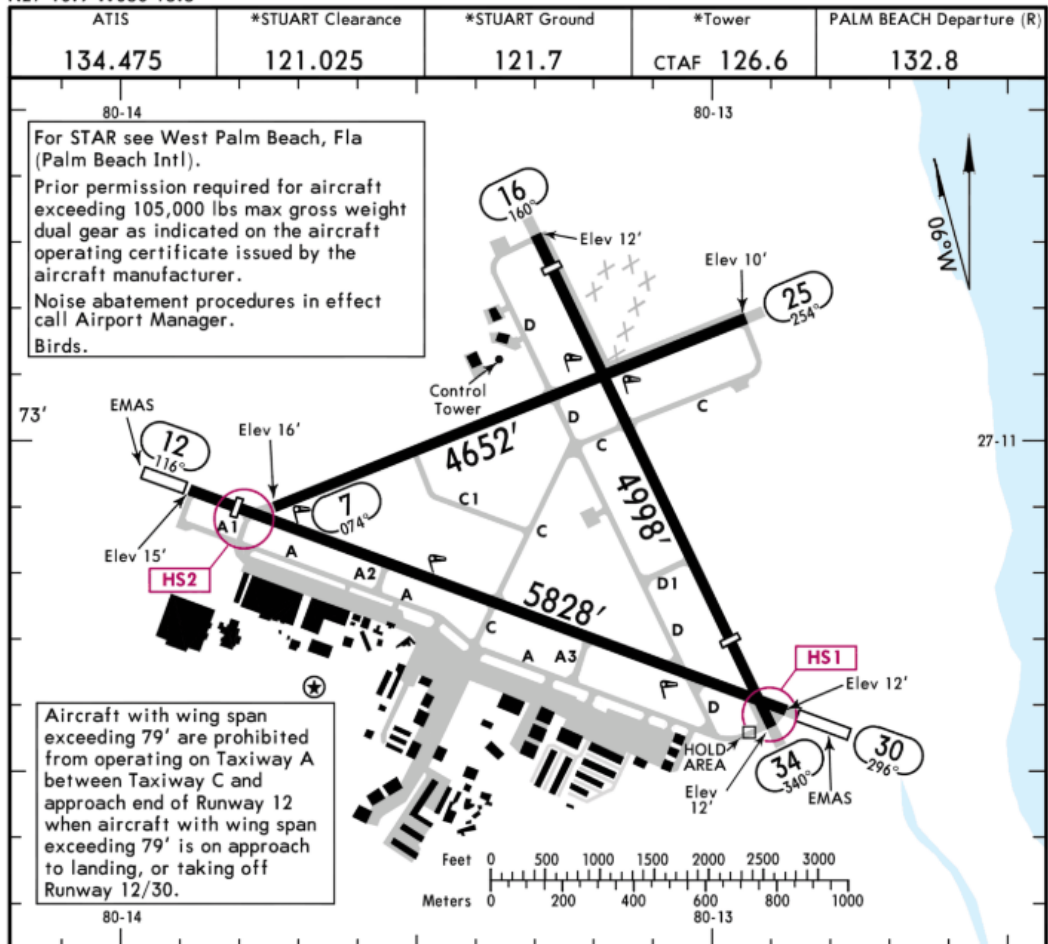 ATIS
*STUART Clearance
*STUART Ground
*Tower
PALM BEACH Departure (R)
134.475
121.025
121.7
CTAF 126.6
132.8
80-14
80-13
For STAR see West Palm Beach, Fla
(Palm Beach Intl).
Prior permission required for aircraft
exceeding 105,000 lbs max gross weight
dual gear as indicated on the aircraft
operating certificate issued by the
aircraft manufacturer.
Noise abatement procedures in effect
call Airport Manager.
Birds.
16
160°
Elev 12'
Elev 10'
25
254°
06°W
D
Control
Tower
73'
EMAS
12
116°
Elev 16'
4652'
D
C
C
27-11
7
074°
C1
C
4998'
A1
Elev 15'
HS2
A
A2
A
5828'
D1
C
D
A
A3
HS1
Elev 12'
D
HOLD
AREA
34
340°
30
296°
Elev
12'
EMAS
Aircraft with wing span
exceeding 79' are prohibited
from operating on Taxiway A
between Taxiway C and
approach end of Runway 12
when aircraft with wing span
exceeding 79' is on approach
to landing, or taking off
Runway 12/30.
Feet 0 500 1000 1500 2000 2500 3000
Meters 0 200 400 600 800 1000
80-14
80-13